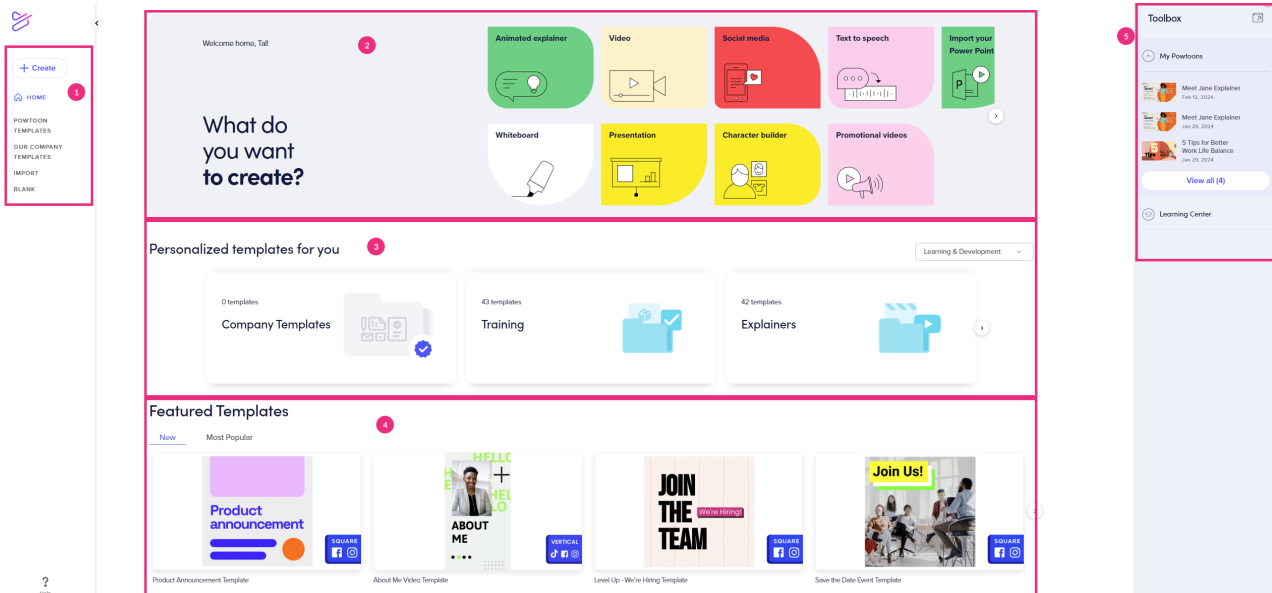 + Create
HOME
1
POWTOON
TEMPLATES
OUR COMPANY
TEMPLATES
IMPORT
BLANK
?
Help
Welcome home, Tal!
2
What do
you want
to create?
Animated explainer
Video
Social media
Text to speech
Import your
Power Point
P
Whiteboard
Presentation
Character builder
Promotional videos
Personalized templates for you
3
Learning & Development
0 templates
Company Templates
43 templates
Training
42 templates
Explainers
Featured Templates
4
New
Most Popular
Product
announcement
SQUARE
Product Announcement Template
HELLO
ABOUT
ME
VERTICAL
About Me Video Template
JOIN
THE
TEAM
We're Hiring!
SQUARE
Level Up - We're Hiring Template
Join Us!
SQUARE
Save the Date Event Template
Toolbox
5
My Powtoons
Meet Jane Explainer
Feb 12, 2024
Meet Jane Explainer
Jan 29, 2024
5
Tips
5 Tips for Better
Work Life Balance
Jan 29, 2024
View all (4)
Learning Center